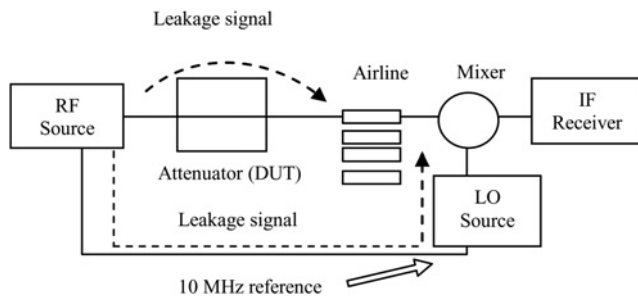 Leakage signal
Airline
Mixer
RF
Source
IF
Receiver
Attenuator (DUT)
LO
Source
Leakage signal
10 MHz reference